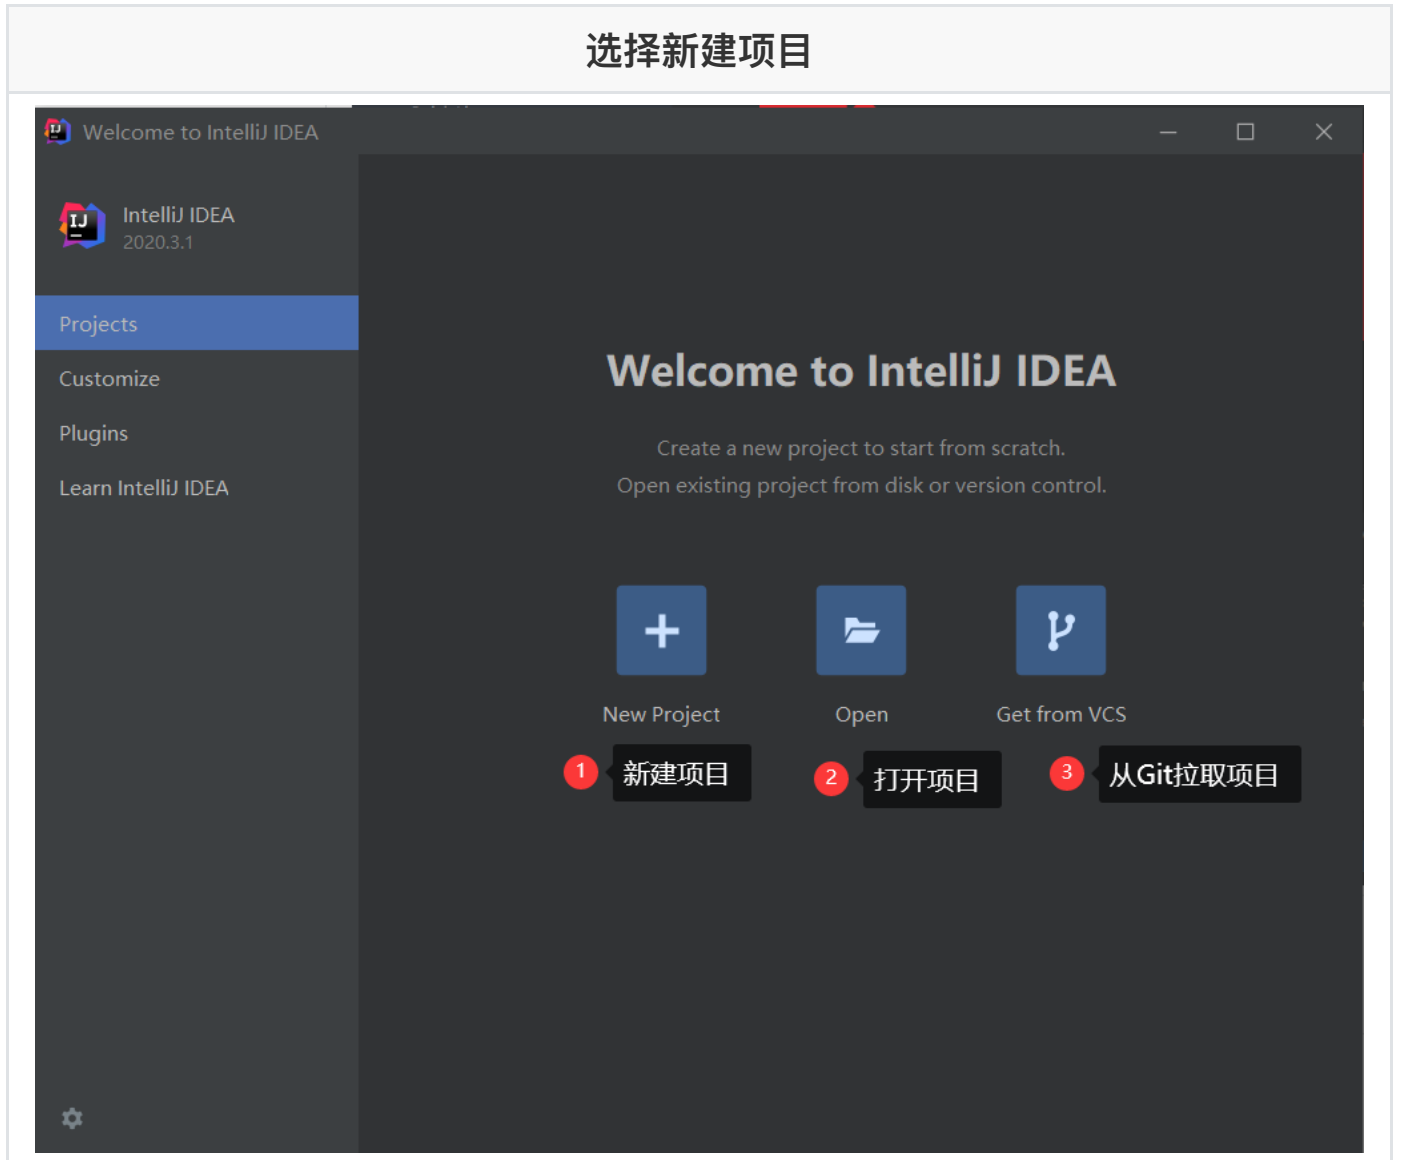 选择新建项目
Welcome to IntelliJ IDEA
IntelliJ IDEA
2020.3.1
Projects
Customize
Plugins
Learn IntelliJ IDEA
Welcome to IntelliJ IDEA
Create a new project to start from scratch.
Open existing project from disk or version control.
New Project Open Get from VCS
1 新建项目 2 打开项目 3 从Git拉取项目